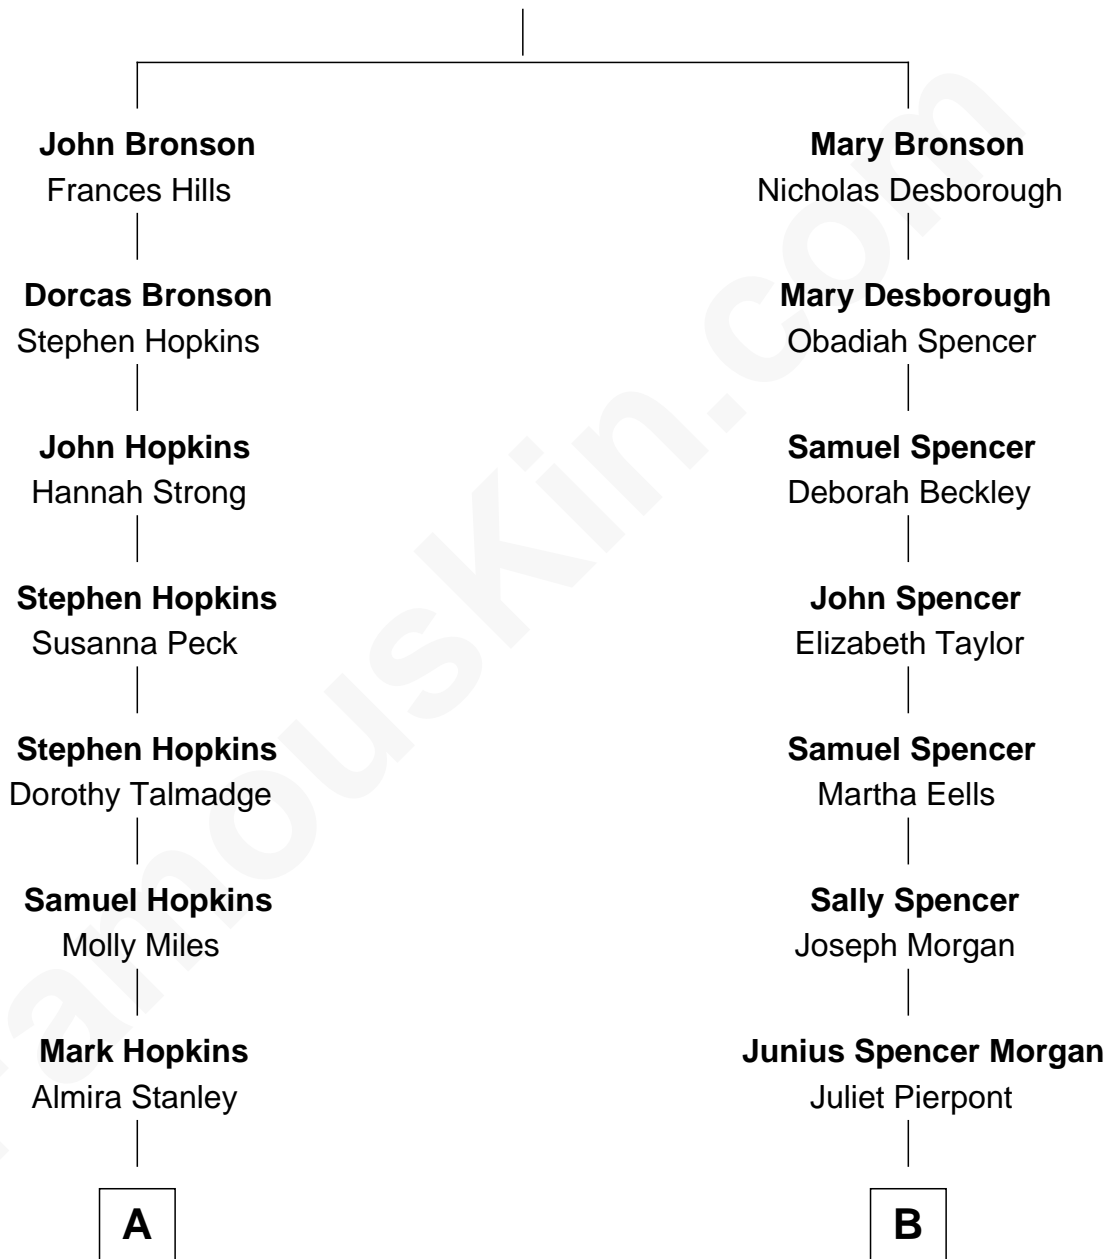 John Bronson
Frances Hills
Dorcas Bronson
Stephen Hopkins
John Hopkins
Hannah Strong
Stephen Hopkins
Susanna Peck
Stephen Hopkins
Dorothy Talmadge
Samuel Hopkins
Molly Miles
Mark Hopkins
Almira Stanley
A
Mary Bronson
Nicholas Desborough
Mary Desborough
Obadiah Spencer
Samuel Spencer
Deborah Beckley
John Spencer
Elizabeth Taylor
Samuel Spencer
Martha Eells
Sally Spencer
Joseph Morgan
Junius Spencer Morgan
Juliet Pierpont
B
FamousKin.com